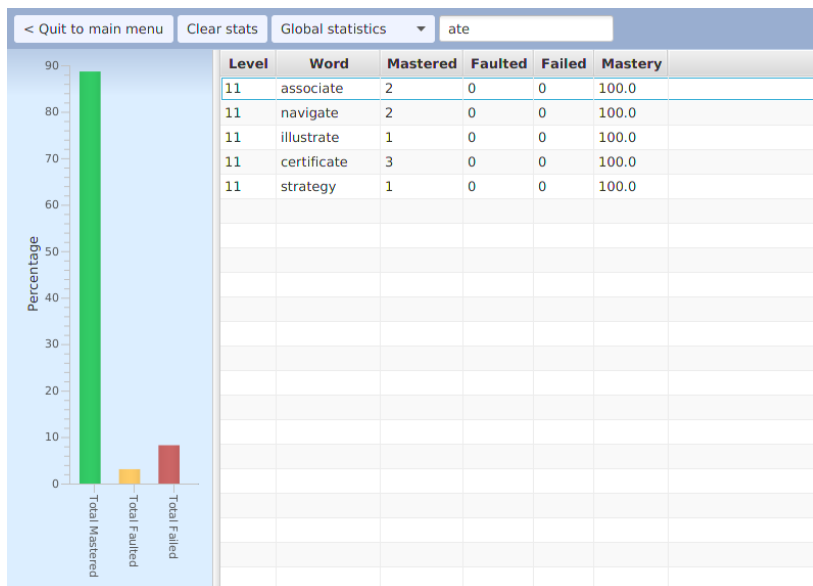 < Quit to main menu Clear stats Global statistics ate
Level Word Mastered Faulted Failed Mastery
11 associate 2 0 0 100.0
11 navigate 2 0 0 100.0
11 illustrate 1 0 0 100.0
11 certificate 3 0 0 100.0
11 strategy 1 0 0 100.0
Percentage
90
80
70
60
50
40
30
20
10
0
Total Mastered
Total Faulted
Total Failed